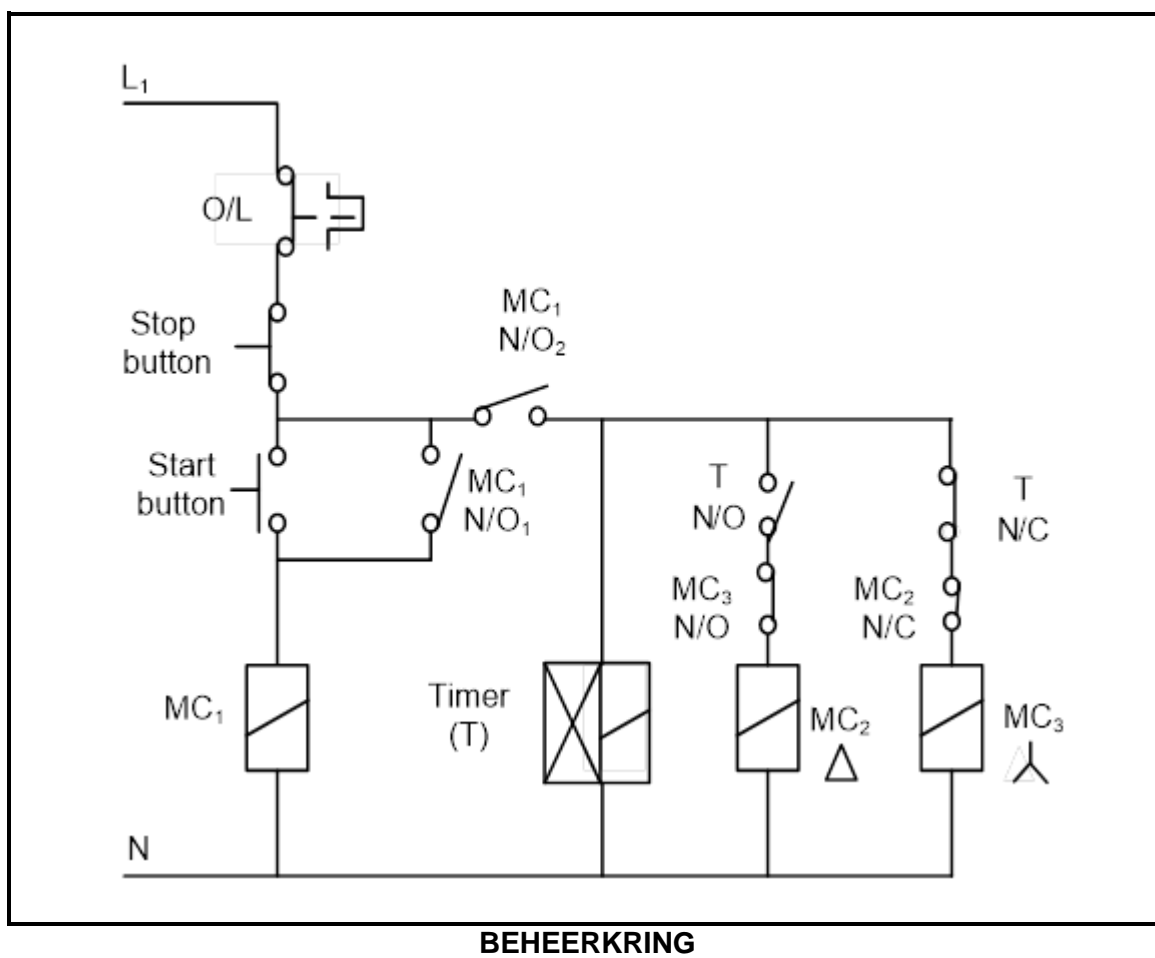 L₁
O/L
Stop
button
MC₁
N/O₂
Start
button
MC₁
N/O₁
T
N/O
T
N/C
MC₃
N/O
MC₂
N/C
MC₁
Timer
(T)
MC₂
MC₃
N
BEHEERKRING